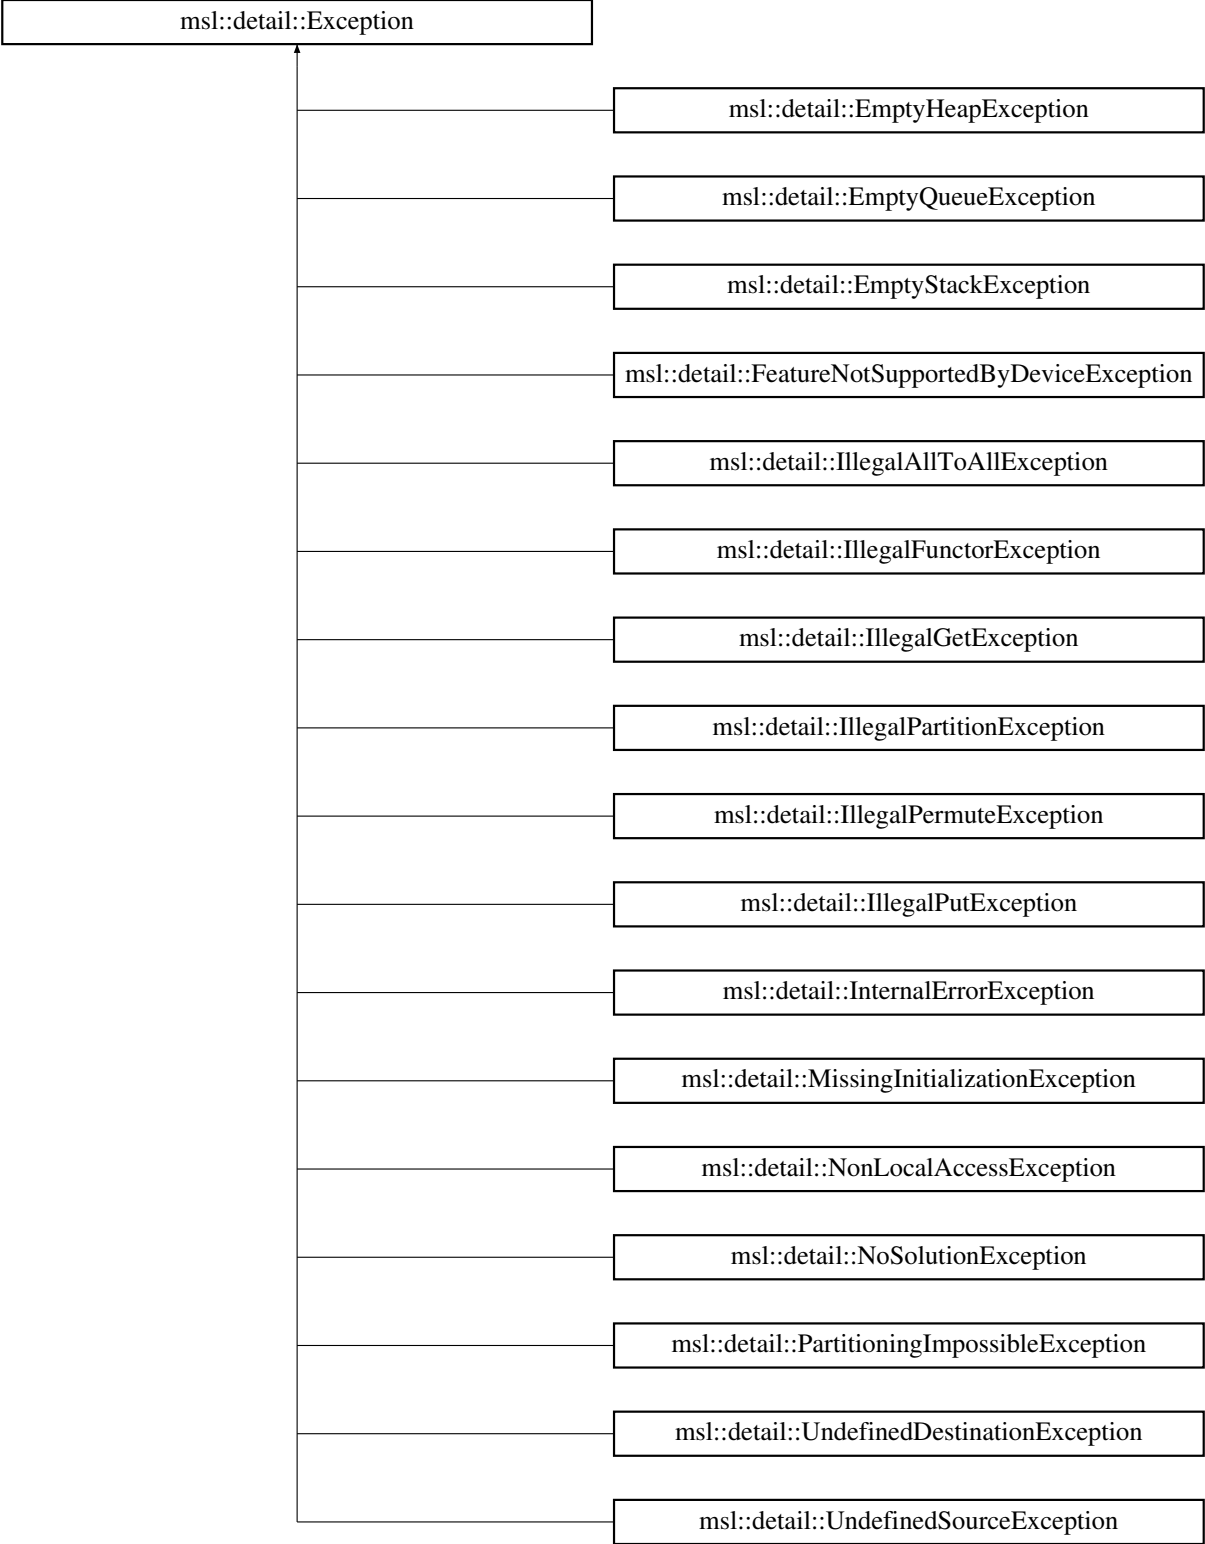 msl::detail::Exception
msl::detail::EmptyHeapException
msl::detail::EmptyQueueException
msl::detail::EmptyStackException
msl::detail::FeatureNotSupportedByDeviceException
msl::detail::IllegalAllToAllException
msl::detail::IllegalFunctorException
msl::detail::IllegalGetException
msl::detail::IllegalPartitionException
msl::detail::IllegalPermuteException
msl::detail::IllegalPutException
msl::detail::InternalErrorException
msl::detail::MissingInitializationException
msl::detail::NonLocalAccessException
msl::detail::NoSolutionException
msl::detail::PartitioningImpossibleException
msl::detail::UndefinedDestinationException
msl::detail::UndefinedSourceException